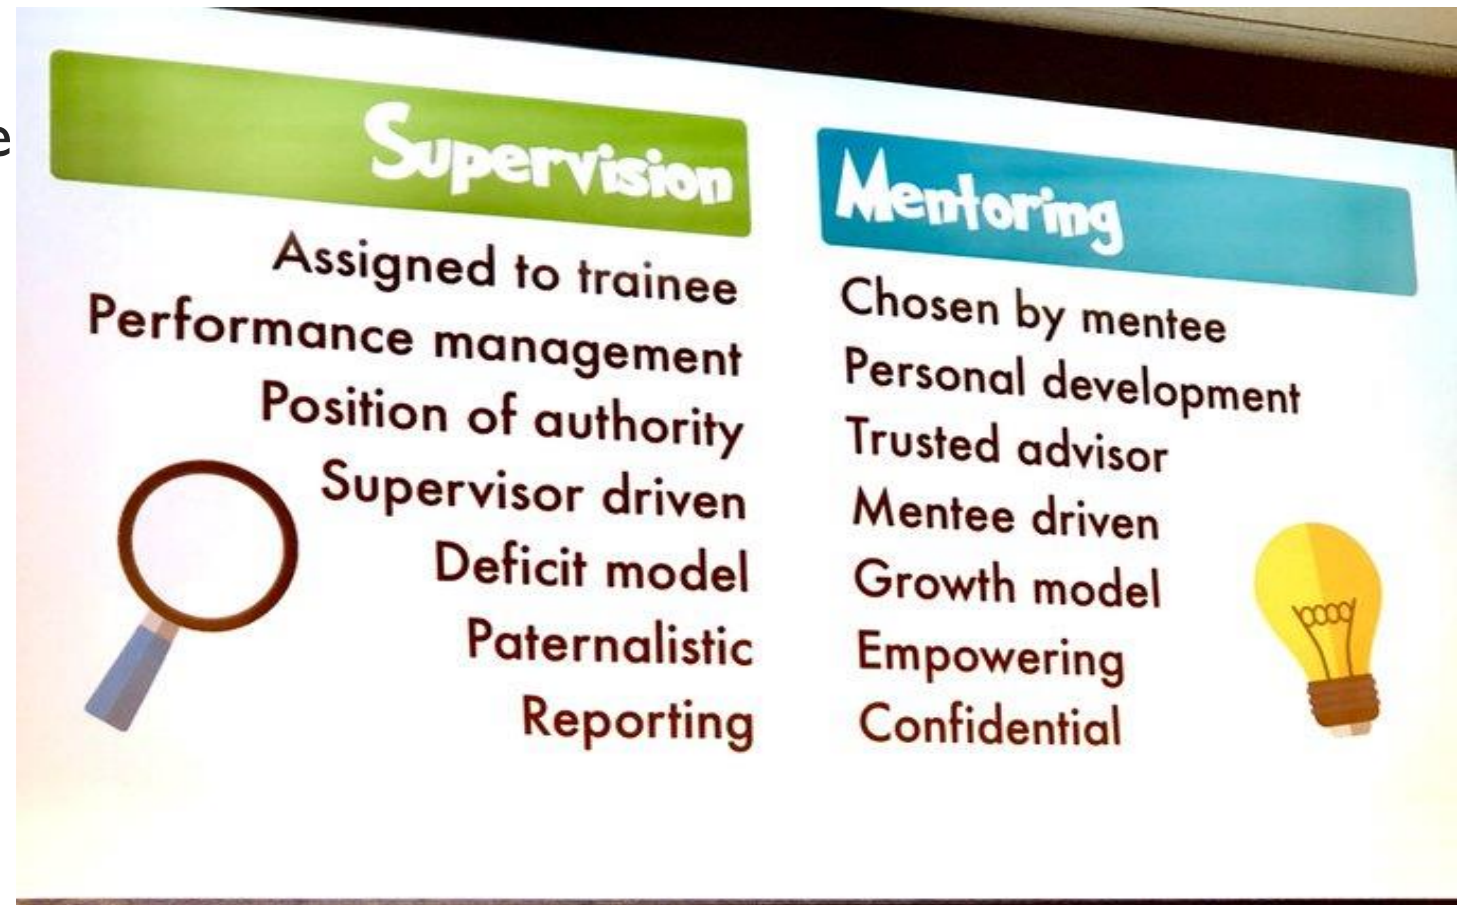 e
Supervision
Assigned to trainee
Performance management
Position of authority
Supervisor driven
Deficit model
Paternalistic
Reporting
Mentoring
Chosen by mentee
Personal development
Trusted advisor
Mentee driven
Growth model
Empowering
Confidential